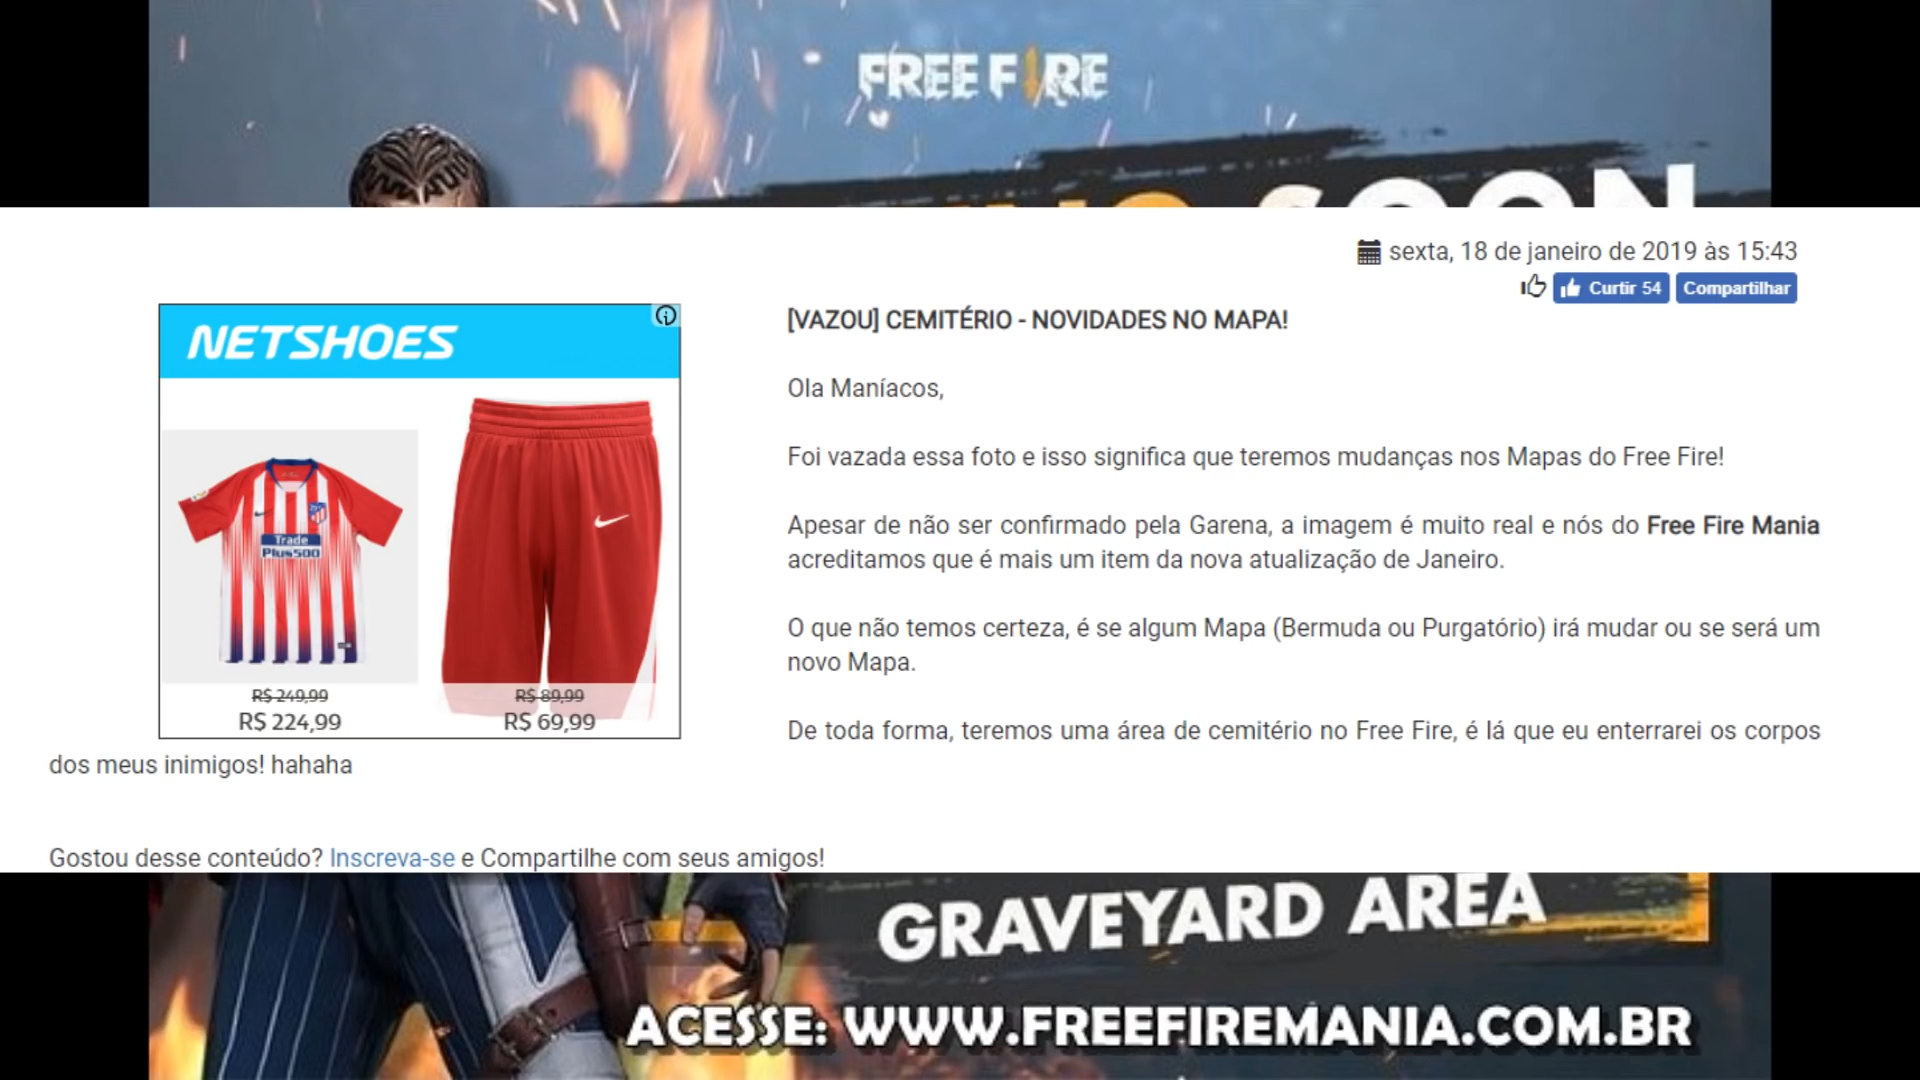 FREE FIRE
SOON
sexta, 18 de janeiro de 2019 às 15:43
Curtir 54 Compartilhar
NETSHOES
Trade
Plus500
R$ 249,99
R$ 224,99
R$ 89,99
R$ 69,99
[VAZOU] CEMITÉRIO - NOVIDADES NO MAPA!
Ola Maníacos,
Foi vazada essa foto e isso significa que teremos mudanças nos Mapas do Free Fire!
Apesar de não ser confirmado pela Garena, a imagem é muito real e nós do Free Fire Mania
acreditamos que é mais um item da nova atualização de Janeiro.
O que não temos certeza, é se algum Mapa (Bermuda ou Purgatório) irá mudar ou se será um
novo Mapa.
De toda forma, teremos uma área de cemitério no Free Fire, é lá que eu enterrarei os corpos
dos meus inimigos! hahaha
Gostou desse conteúdo? Inscreva-se e Compartilhe com seus amigos!
GRAVEYARD AREA
ACESSE: WWW.FREEFIREMANIA.COM.BR